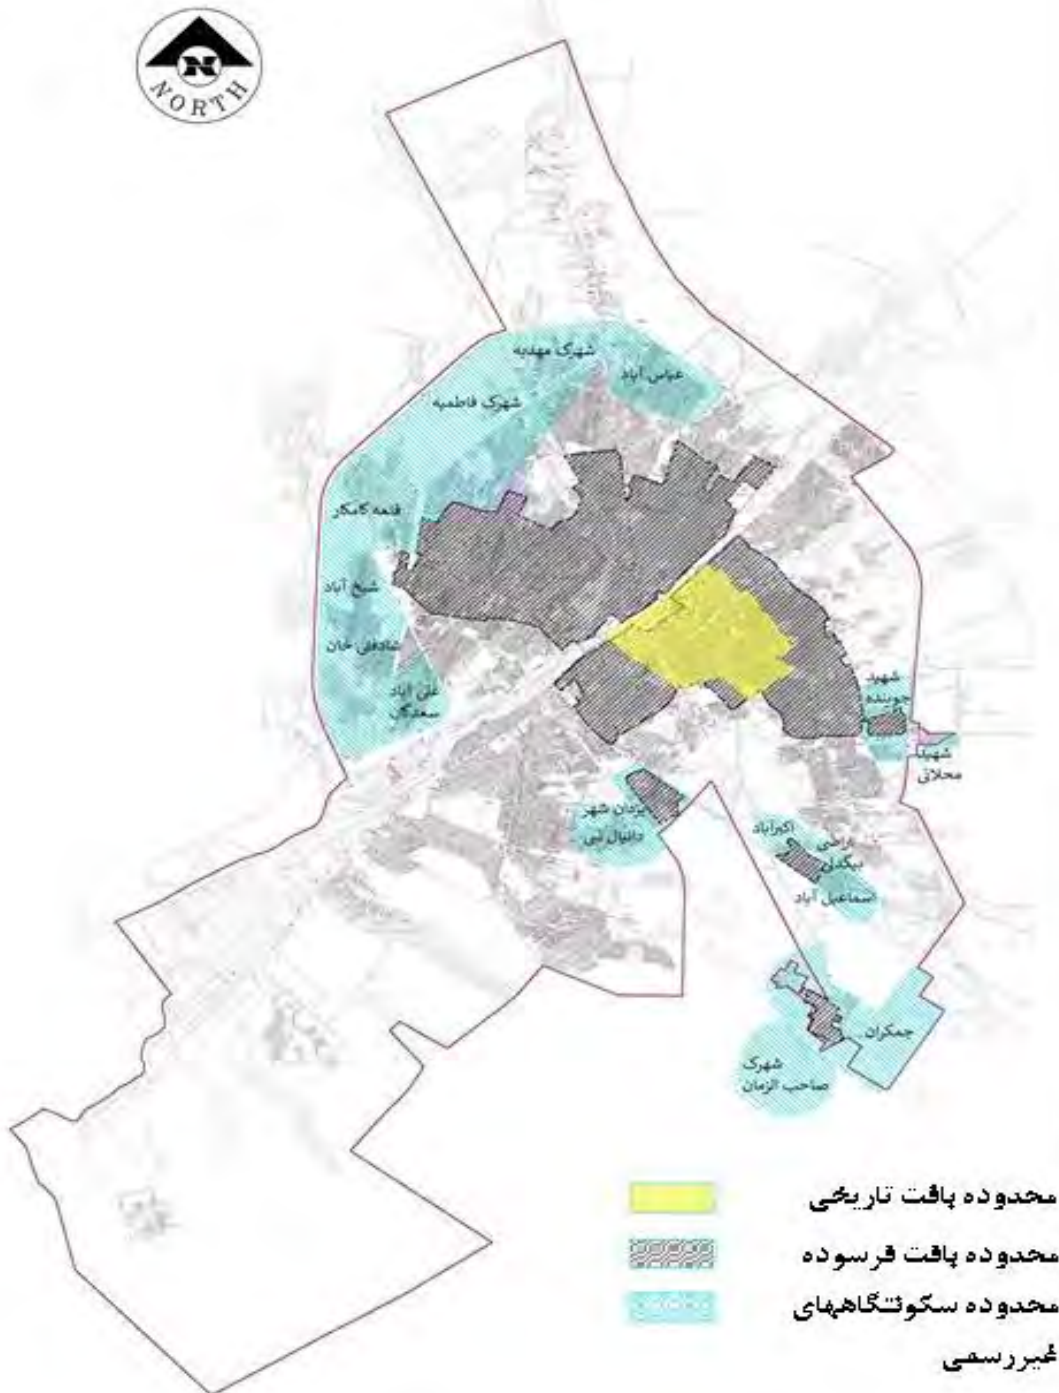 N
NORTH
شهرک مهدیه
عباس آباد
شهرک فاطمیه
قلعه کامکار
شیخ آباد
شادقلی خان
علی آباد
سعدگان
شهید
جوینده
شهید
محلاتی
یزدان شهر
دانیال نبی
اکبرآباد
اراضی
بیگدلی
اسماعیل آباد
جمکران
شهرک
صاحب الزمان
محدوده بافت تاریخی
محدوده بافت فرسوده
محدوده سکونتگاههای
غیررسمی